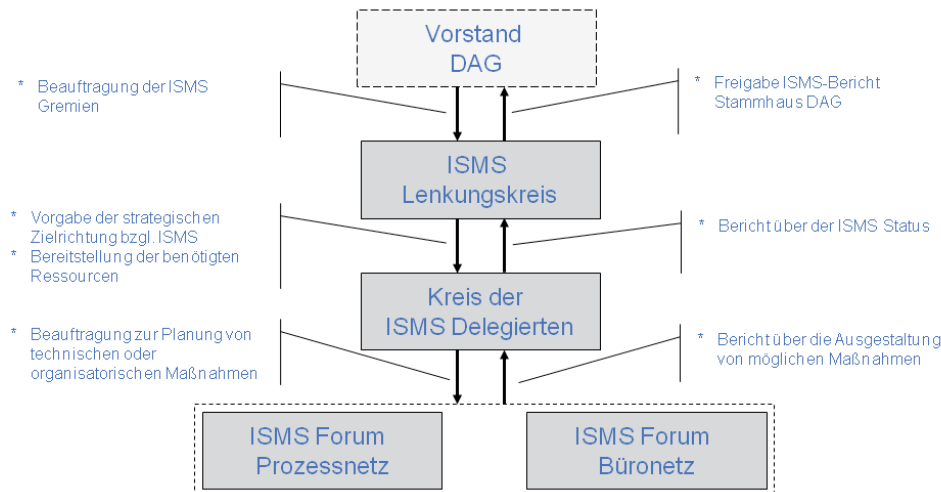 Vorstand
DAG
* Beauftragung der ISMS
Gremien
* Freigabe ISMS-Bericht
Stammhaus DAG
ISMS
Lenkungskreis
* Vorgabe der strategischen
Zielrichtung bzgl. ISMS
* Bereitstellung der benötigten
Ressourcen
* Bericht über der ISMS Status
Kreis der
ISMS Delegierten
* Beauftragung zur Planung von
technischen oder
organisatorischen Maßnahmen
* Bericht über die Ausgestaltung
von möglichen Maßnahmen
ISMS Forum
Prozessnetz
ISMS Forum
Büronetz